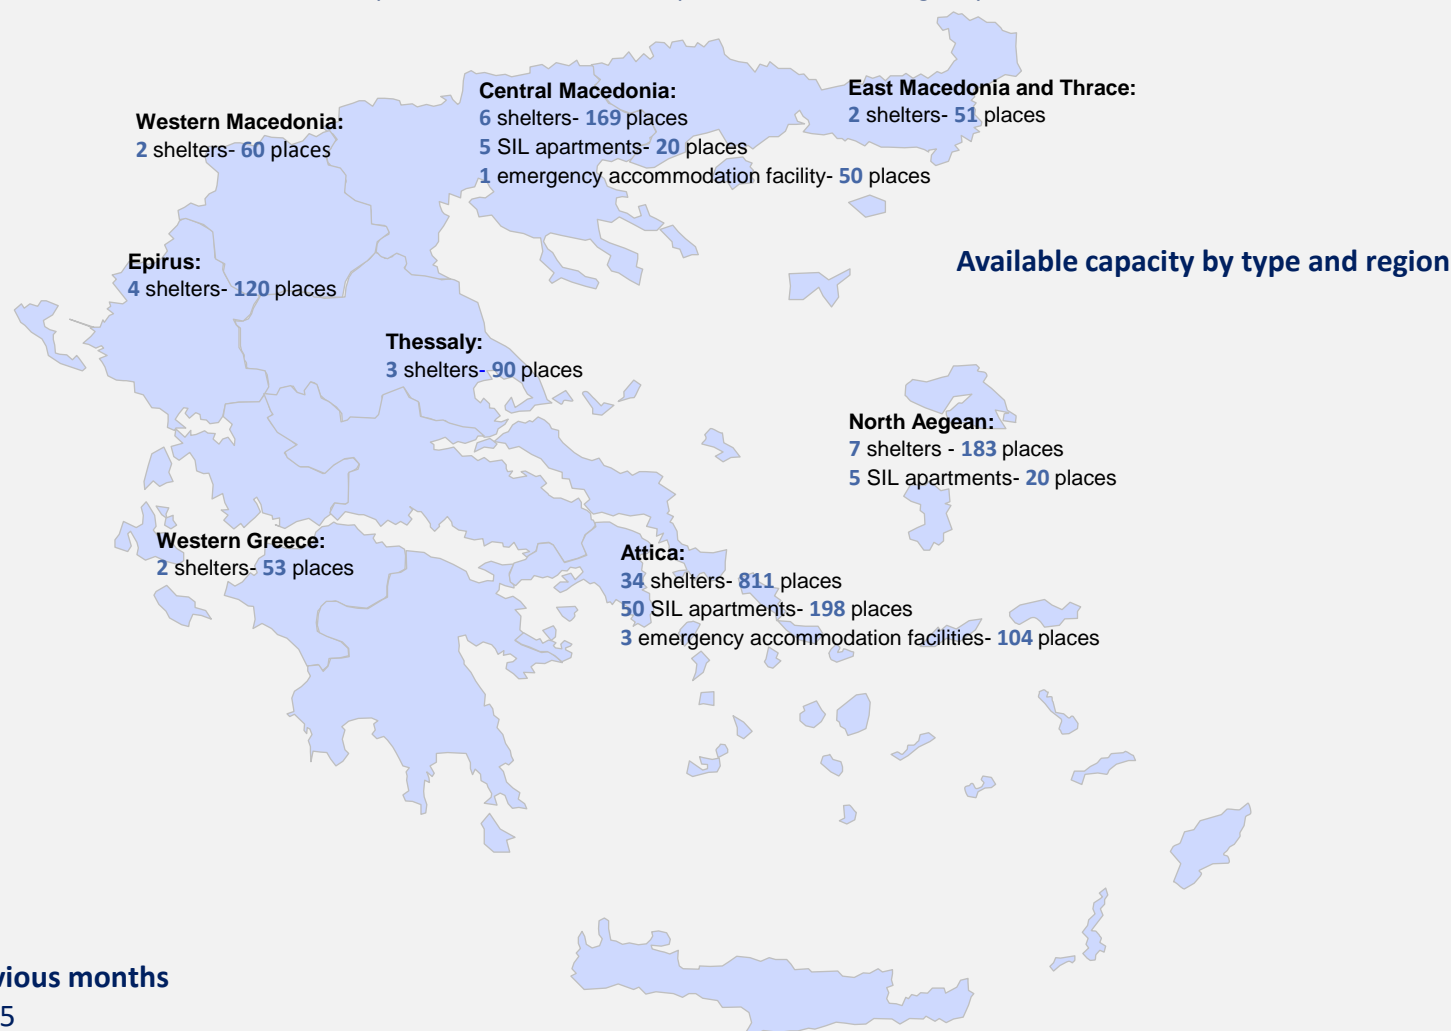 Central Macedonia:
6 shelters- 169 places
5 SIL apartments- 20 places
1 emergency accommodation facility- 50 places
East Macedonia and Thrace:
2 shelters- 51 places
Western Macedonia:
2 shelters- 60 places
Epirus:
4 shelters- 120 places
Available capacity by type and region
Thessaly:
3 shelters- 90 places
North Aegean:
7 shelters - 183 places
5 SIL apartments- 20 places
Western Greece:
2 shelters- 53 places
Attica:
34 shelters- 811 places
50 SIL apartments- 198 places
3 emergency accommodation facilities- 104 places
vious months
5